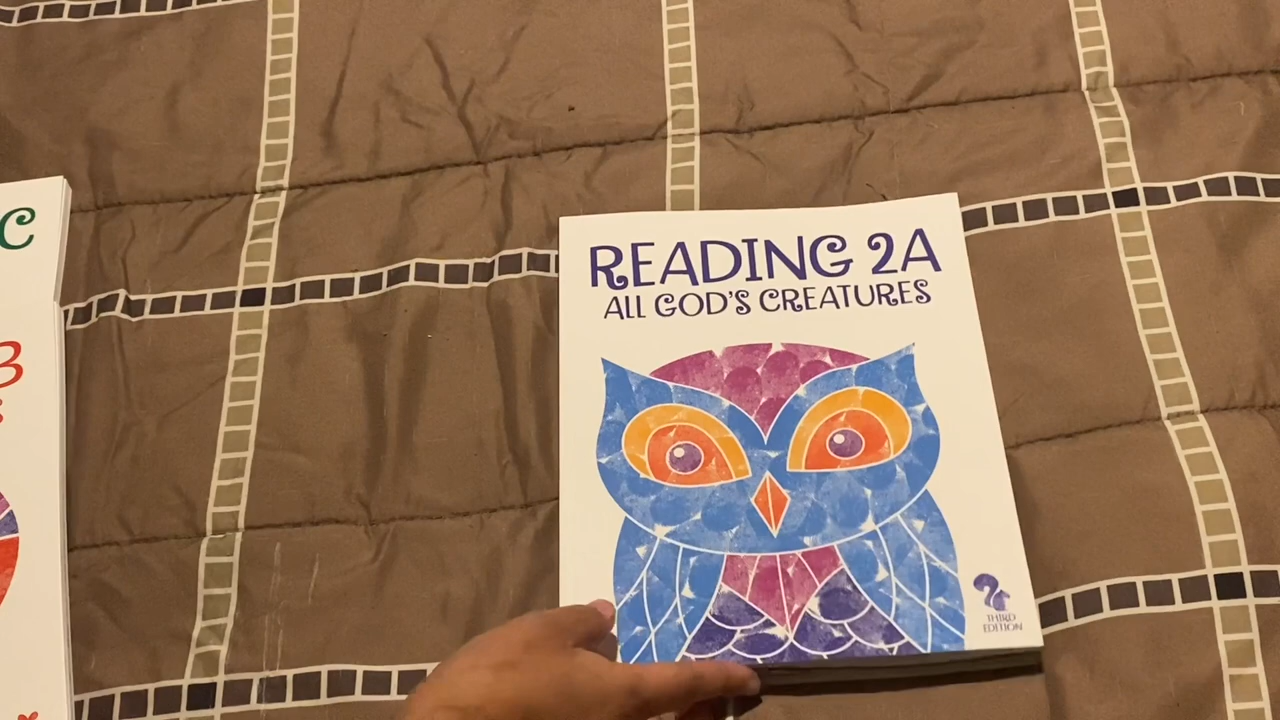 C
B
READING 2A
ALL GOD'S CREATURES
THIRD
EDITION